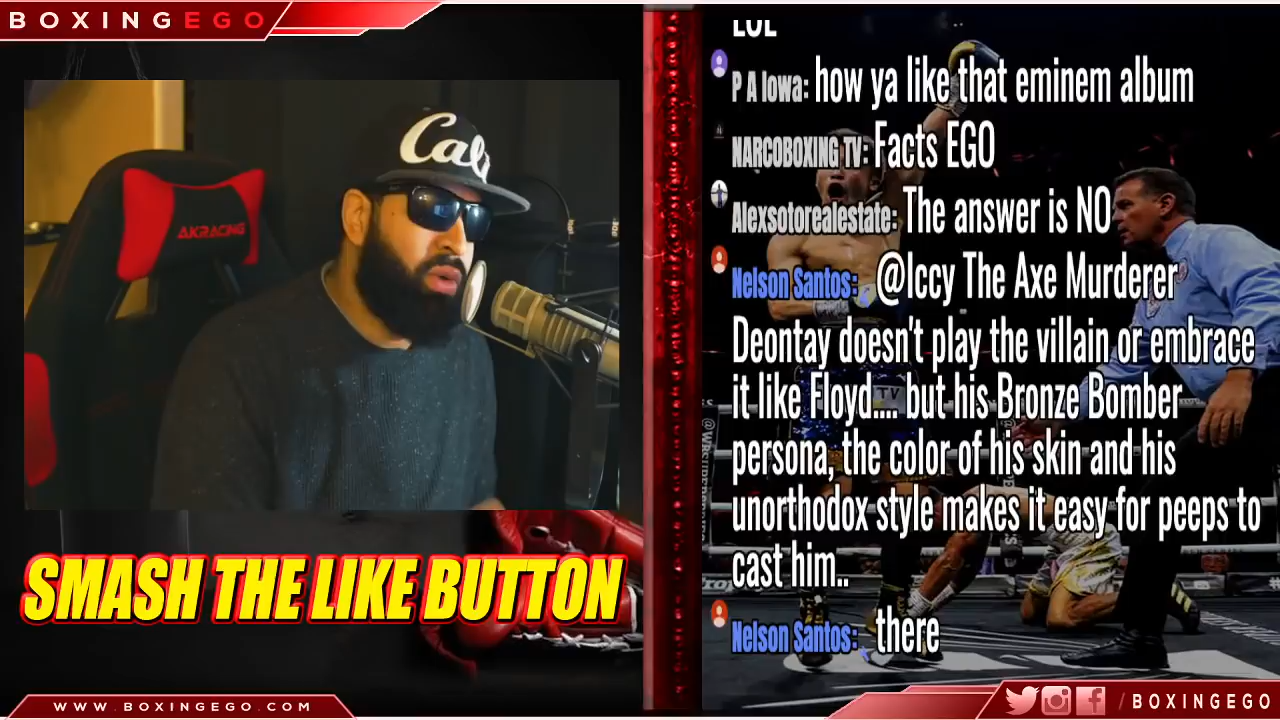 BOXINGEGO
Cali
AKRACING
SMASH THE LIKE BUTTON
WWW.BOXINGEGO.COM
LOL
P A Iowa: how ya like that eminem album
NARCOBOXING TV: Facts EGO
Alexsotorealestate: The answer is NO
Nelson Santos: @Iccy The Axe Murderer
Deontay doesn't play the villain or embrace
it like Floyd.... but his Bronze Bomber
persona, the color of his skin and his
unorthodox style makes it easy for peeps to
cast him..
Nelson Santos: there
TV
/BOXINGEGO